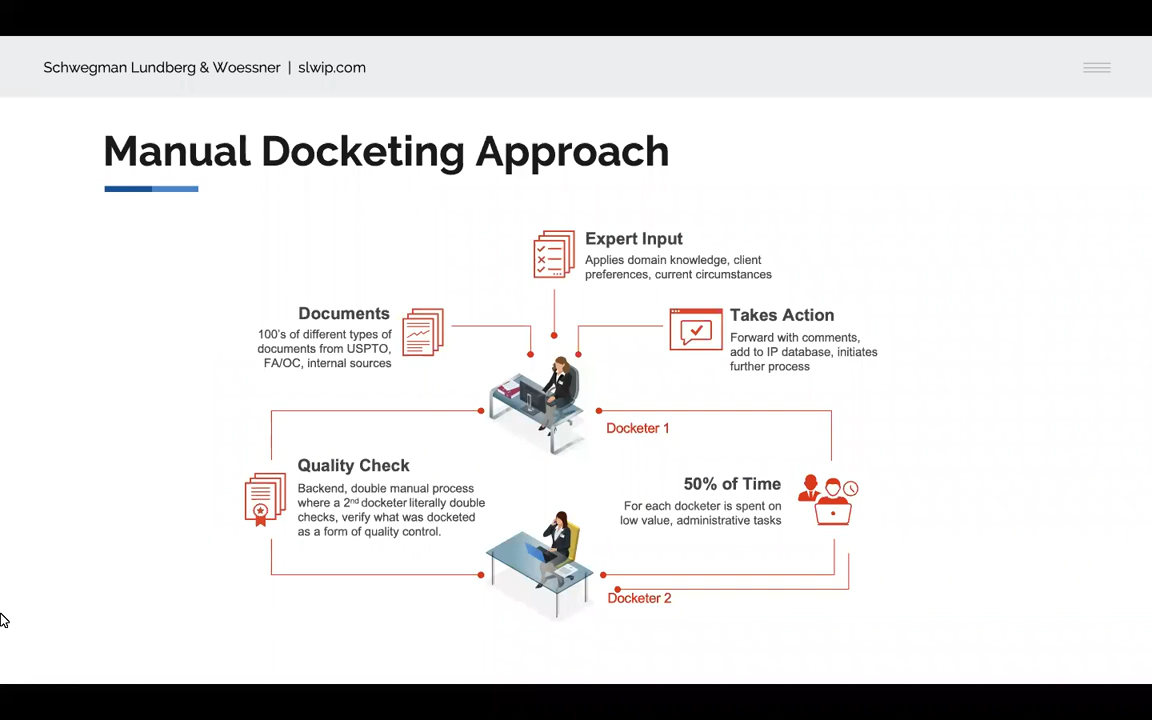 Schwegman Lundberg & Woessner | slwip.com
Manual Docketing Approach
Expert Input
Applies domain knowledge, client
preferences, current circumstances
Documents
100's of different types of
documents from USPTO,
FA/OC, internal sources
Takes Action
Forward with comments,
add to IP database, initiates
further process
Docketer 1
Quality Check
Backend, double manual process
where a 2nd docketer literally double
checks, verify what was docketed
as a form of quality control.
50% of Time
For each docketer is spent on
low value, administrative tasks
Docketer 2